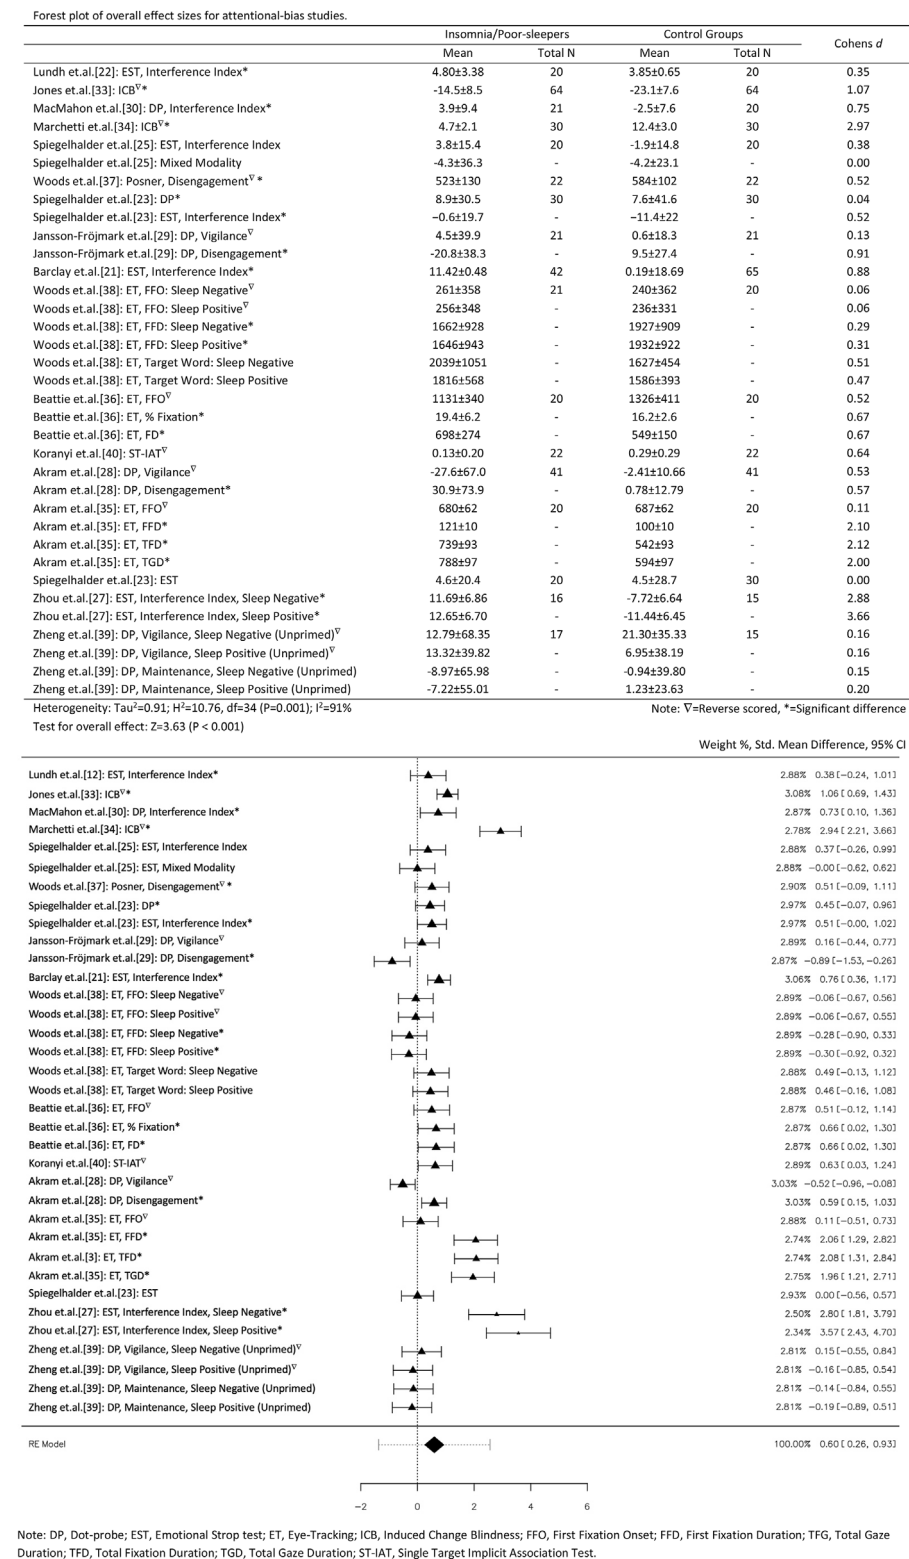 Forest plot of overall effect sizes for attentional-bias studies.
Insomnia/Poor-sleepers Control Groups Cohens d
Mean Total N Mean Total N
Lundh et.al.[22]: EST, Interference Index* 4.80±3.38 20 3.85±0.65 20 0.35
Jones et.al.[33]: ICB∇* -14.5±8.5 64 -23.1±7.6 64 1.07
MacMahon et.al.[30]: DP, Interference Index* 3.9±9.4 21 -2.5±7.6 20 0.75
Marchetti et.al.[34]: ICB∇* 4.7±2.1 30 12.4±3.0 30 2.97
Spiegelhalder et.al.[25]: EST, Interference Index 3.8±15.4 20 -1.9±14.8 20 0.38
Spiegelhalder et.al.[25]: Mixed Modality -4.3±36.3 - -4.2±23.1 - 0.00
Woods et.al.[37]: Posner, Disengagement∇ * 523±130 22 584±102 22 0.52
Spiegelhalder et.al.[23]: DP* 8.9±30.5 30 7.6±41.6 30 0.04
Spiegelhalder et.al.[23]: EST, Interference Index* −0.6±19.7 - −11.4±22 - 0.52
Jansson-Fröjmark et.al.[29]: DP, Vigilance∇ 4.5±39.9 21 0.6±18.3 21 0.13
Jansson-Fröjmark et.al.[29]: DP, Disengagement* -20.8±38.3 - 9.5±27.4 - 0.91
Barclay et.al.[21]: EST, Interference Index* 11.42±0.48 42 0.19±18.69 65 0.88
Woods et.al.[38]: ET, FFO: Sleep Negative∇ 261±358 21 240±362 20 0.06
Woods et.al.[38]: ET, FFO: Sleep Positive∇ 256±348 - 236±331 - 0.06
Woods et.al.[38]: ET, FFD: Sleep Negative* 1662±928 - 1927±909 - 0.29
Woods et.al.[38]: ET, FFD: Sleep Positive* 1646±943 - 1932±922 - 0.31
Woods et.al.[38]: ET, Target Word: Sleep Negative 2039±1051 - 1627±454 - 0.51
Woods et.al.[38]: ET, Target Word: Sleep Positive 1816±568 - 1586±393 - 0.47
Beattie et.al.[36]: ET, FFO∇ 1131±340 20 1326±411 20 0.52
Beattie et.al.[36]: ET, % Fixation* 19.4±6.2 - 16.2±2.6 - 0.67
Beattie et.al.[36]: ET, FD* 698±274 - 549±150 - 0.67
Koranyi et.al.[40]: ST-IAT∇ 0.13±0.20 22 0.29±0.29 22 0.64
Akram et.al.[28]: DP, Vigilance∇ -27.6±67.0 41 -2.41±10.66 41 0.53
Akram et.al.[28]: DP, Disengagement* 30.9±73.9 - 0.78±12.79 - 0.57
Akram et.al.[35]: ET, FFO∇ 680±62 20 687±62 20 0.11
Akram et.al.[35]: ET, FFD* 121±10 - 100±10 - 2.10
Akram et.al.[35]: ET, TFD* 739±93 - 542±93 - 2.12
Akram et.al.[35]: ET, TGD* 788±97 - 594±97 - 2.00
Spiegelhalder et.al.[23]: EST 4.6±20.4 20 4.5±28.7 30 0.00
Zhou et.al.[27]: EST, Interference Index, Sleep Negative* 11.69±6.86 16 -7.72±6.64 15 2.88
Zhou et.al.[27]: EST, Interference Index, Sleep Positive* 12.65±6.70 - -11.44±6.45 - 3.66
Zheng et.al.[39]: DP, Vigilance, Sleep Negative (Unprimed)∇ 12.79±68.35 17 21.30±35.33 15 0.16
Zheng et.al.[39]: DP, Vigilance, Sleep Positive (Unprimed)∇ 13.32±39.82 - 6.95±38.19 - 0.16
Zheng et.al.[39]: DP, Maintenance, Sleep Negative (Unprimed) -8.97±65.98 - -0.94±39.80 - 0.15
Zheng et.al.[39]: DP, Maintenance, Sleep Positive (Unprimed) -7.22±55.01 - 1.23±23.63 - 0.20
Heterogeneity: Tau²=0.91; H²=10.76, df=34 (P=0.001); I²=91% Note: ∇=Reverse scored, *=Significant difference
Test for overall effect: Z=3.63 (P < 0.001)
Weight %, Std. Mean Difference, 95% CI
Lundh et.al.[12]: EST, Interference Index* 2.88% 0.38 [−0.24, 1.01]
Jones et.al.[33]: ICB∇* 3.08% 1.06 [ 0.69, 1.43]
MacMahon et.al.[30]: DP, Interference Index* 2.87% 0.73 [ 0.10, 1.36]
Marchetti et.al.[34]: ICB∇* 2.78% 2.94 [ 2.21, 3.66]
Spiegelhalder et.al.[25]: EST, Interference Index 2.88% 0.37 [−0.26, 0.99]
Spiegelhalder et.al.[25]: EST, Mixed Modality 2.88% −0.00 [−0.62, 0.62]
Woods et.al.[37]: Posner, Disengagement∇ * 2.90% 0.51 [−0.09, 1.11]
Spiegelhalder et.al.[23]: DP* 2.97% 0.45 [−0.07, 0.96]
Spiegelhalder et.al.[23]: EST, Interference Index* 2.97% 0.51 [−0.00, 1.02]
Jansson-Fröjmark et.al.[29]: DP, Vigilance∇ 2.89% 0.16 [−0.44, 0.77]
Jansson-Fröjmark et.al.[29]: DP, Disengagement* 2.87% −0.89 [−1.53, −0.26]
Barclay et.al.[21]: EST, Interference Index* 3.06% 0.76 [ 0.36, 1.17]
Woods et.al.[38]: ET, FFO: Sleep Negative∇ 2.89% −0.06 [−0.67, 0.56]
Woods et.al.[38]: ET, FFO: Sleep Positive∇ 2.89% −0.06 [−0.67, 0.55]
Woods et.al.[38]: ET, FFD: Sleep Negative* 2.89% −0.28 [−0.90, 0.33]
Woods et.al.[38]: ET, FFD: Sleep Positive* 2.89% −0.30 [−0.92, 0.32]
Woods et.al.[38]: ET, Target Word: Sleep Negative 2.88% 0.49 [−0.13, 1.12]
Woods et.al.[38]: ET, Target Word: Sleep Positive 2.88% 0.46 [−0.16, 1.08]
Beattie et.al.[36]: ET, FFO∇ 2.87% 0.51 [−0.12, 1.14]
Beattie et.al.[36]: ET, % Fixation* 2.87% 0.66 [ 0.02, 1.30]
Beattie et.al.[36]: ET, FD* 2.87% 0.66 [ 0.02, 1.30]
Koranyi et.al.[40]: ST-IAT∇ 2.89% 0.63 [ 0.03, 1.24]
Akram et.al.[28]: DP, Vigilance∇ 3.03% −0.52 [−0.96, −0.08]
Akram et.al.[28]: DP, Disengagement* 3.03% 0.59 [ 0.15, 1.03]
Akram et.al.[35]: ET, FFO∇ 2.88% 0.11 [−0.51, 0.73]
Akram et.al.[35]: ET, FFD* 2.74% 2.06 [ 1.29, 2.82]
Akram et.al.[3]: ET, TFD* 2.74% 2.08 [ 1.31, 2.84]
Akram et.al.[35]: ET, TGD* 2.75% 1.96 [ 1.21, 2.71]
Spiegelhalder et.al.[23]: EST 2.93% 0.00 [−0.56, 0.57]
Zhou et.al.[27]: EST, Interference Index, Sleep Negative* 2.50% 2.80 [ 1.81, 3.79]
Zhou et.al.[27]: EST, Interference Index, Sleep Positive* 2.34% 3.57 [ 2.43, 4.70]
Zheng et.al.[39]: DP, Vigilance, Sleep Negative (Unprimed)∇ 2.81% 0.15 [−0.55, 0.84]
Zheng et.al.[39]: DP, Vigilance, Sleep Positive (Unprimed)∇ 2.81% −0.16 [−0.85, 0.54]
Zheng et.al.[39]: DP, Maintenance, Sleep Negative (Unprimed) 2.81% −0.14 [−0.84, 0.55]
Zheng et.al.[39]: DP, Maintenance, Sleep Positive (Unprimed) 2.81% −0.19 [−0.89, 0.51]
RE Model 100.00% 0.60 [ 0.26, 0.93]
−2 0 2 4 6
Note: DP, Dot-probe; EST, Emotional Strop test; ET, Eye-Tracking; ICB, Induced Change Blindness; FFO, First Fixation Onset; FFD, First Fixation Duration; TFG, Total Gaze
Duration; TFD, Total Fixation Duration; TGD, Total Gaze Duration; ST-IAT, Single Target Implicit Association Test.